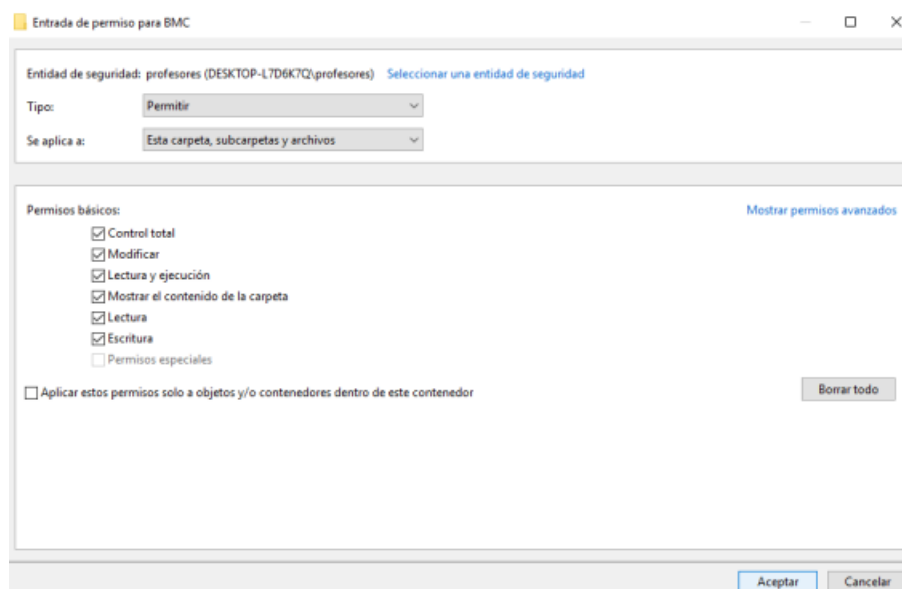 Entrada de permiso para BMC
Entidad de seguridad: profesores (DESKTOP-L7D6K7Q\profesores) Seleccionar una entidad de seguridad
Tipo: Permitir
Se aplica a: Esta carpeta, subcarpetas y archivos
Permisos básicos: Mostrar permisos avanzados
Control total
Modificar
Lectura y ejecución
Mostrar el contenido de la carpeta
Lectura
Escritura
Permisos especiales
Aplicar estos permisos solo a objetos y/o contenedores dentro de este contenedor Borrar todo
Aceptar Cancelar